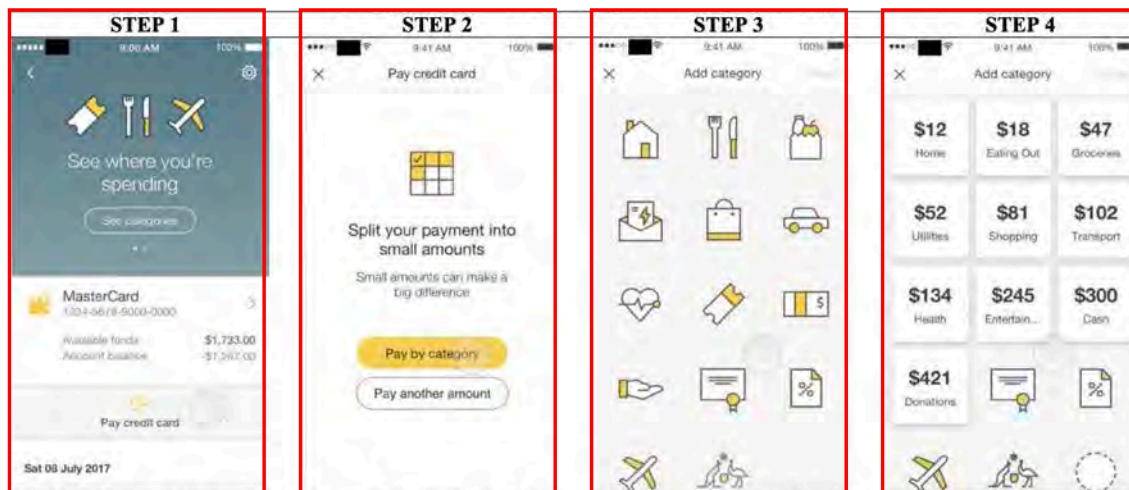 STEP 1
9:00 AM 100%
See where you're
spending
See categories
MasterCard
1234-5678-9000-0000
Available funds $1,733.00
Account balance
Pay credit card
Sat 08 July 2017
STEP 2
9:41 AM 100%
Pay credit card
Split your payment into
small amounts
Small amounts can make a
big difference
Pay by category
Pay another amount
STEP 3
9:41 AM 100%
Add category
$
%
STEP 4
9:41 AM 100%
Add category
$12 $18 $47
Home Eating Out Groceries
$52 $81 $102
Utilities Shopping Transport
$134 $245 $300
Health Entertain... Cash
$421
Donations
%